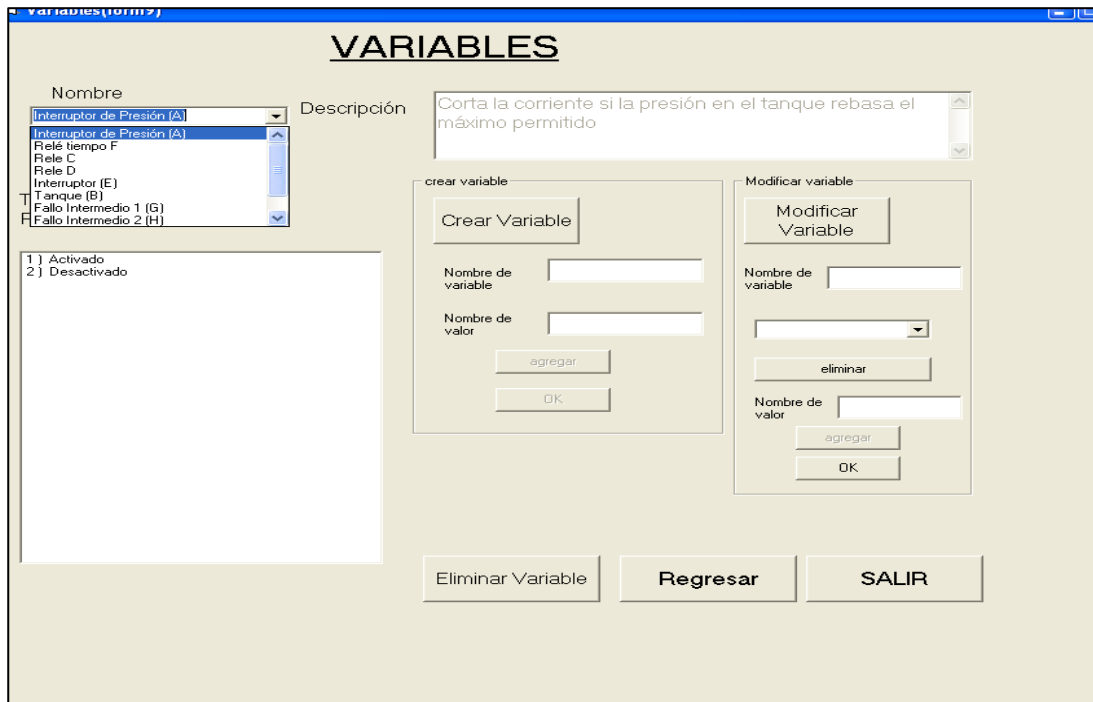 Variables(form9)
VARIABLES
Nombre
Interruptor de Presión (A)
Interruptor de Presión (A)
Relé tiempo F
Rele C
Rele D
Interruptor (E)
Tanque (B)
Fallo Intermedio 1 (G)
Fallo Intermedio 2 (H)
Descripción
Corta la corriente si la presión en el tanque rebasa el
máximo permitido
1 ) Activado
2 ) Desactivado
crear variable
Crear Variable
Nombre de
variable
Nombre de
valor
agregar
OK
Modificar variable
Modificar
Variable
Nombre de
variable
eliminar
Nombre de
valor
agregar
OK
Eliminar Variable
Regresar
SALIR